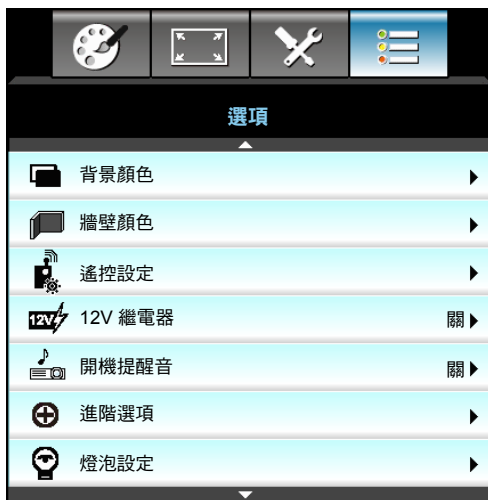 選項
背景顏色
牆壁顏色
遙控設定
12V 12V 繼電器 關
開機提醒音 關
進階選項
燈泡設定